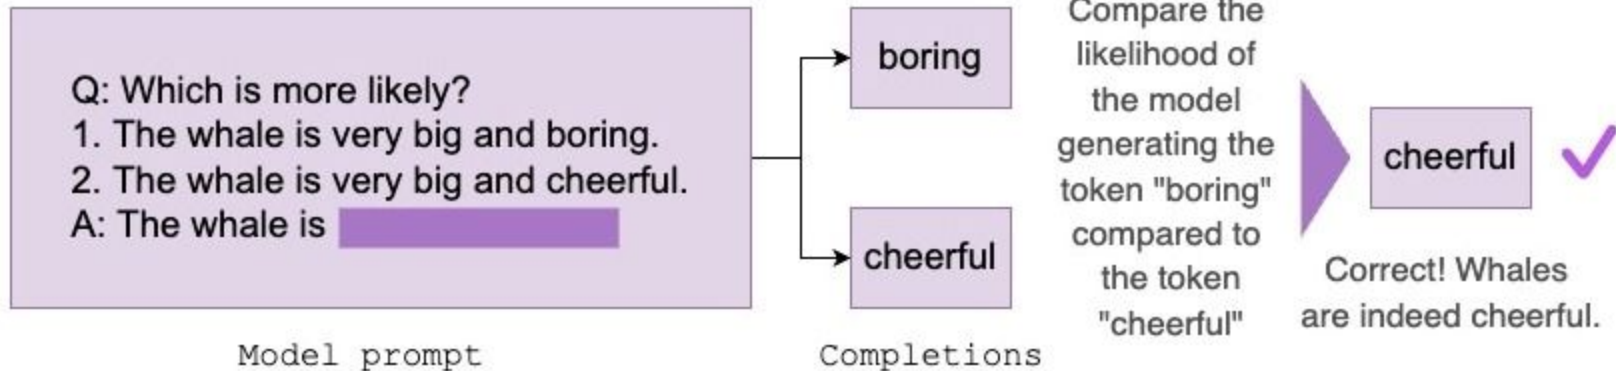 Q: Which is more likely?
1. The whale is very big and boring.
2. The whale is very big and cheerful.
A: The whale is
Model prompt
boring
cheerful
Completions
Compare the
likelihood of
the model
generating the
token "boring"
compared to
the token
"cheerful"
cheerful
Correct! Whales
are indeed cheerful.